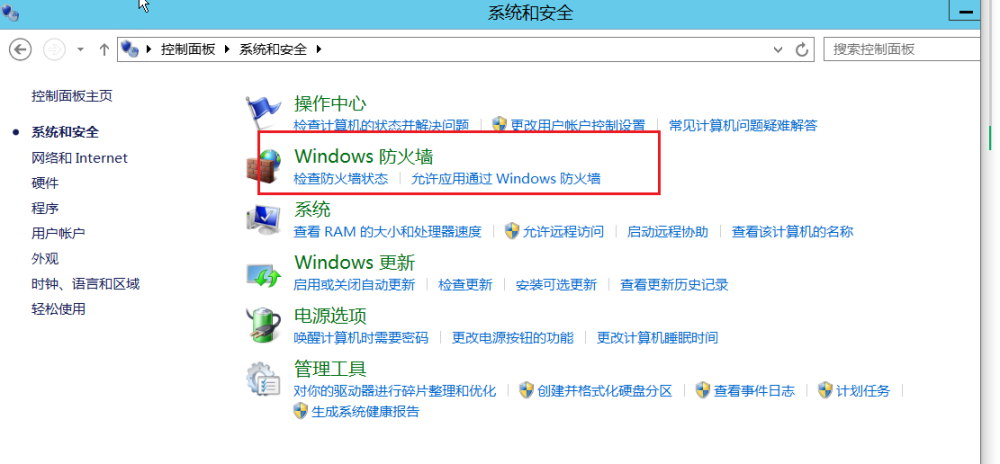 系统和安全
控制面板 系统和安全 搜索控制面板
控制面板主页
系统和安全
网络和 Internet
硬件
程序
用户帐户
外观
时钟、语言和区域
轻松使用
操作中心
检查计算机的状态并解决问题 更改用户帐户控制设置 常见计算机问题疑难解答
Windows 防火墙
检查防火墙状态 允许应用通过 Windows 防火墙
系统
查看 RAM 的大小和处理器速度 允许远程访问 启动远程协助 查看该计算机的名称
Windows 更新
启用或关闭自动更新 检查更新 安装可选更新 查看更新历史记录
电源选项
唤醒计算机时需要密码 更改电源按钮的功能 更改计算机睡眠时间
管理工具
对你的驱动器进行碎片整理和优化 创建并格式化硬盘分区 查看事件日志 计划任务
生成系统健康报告